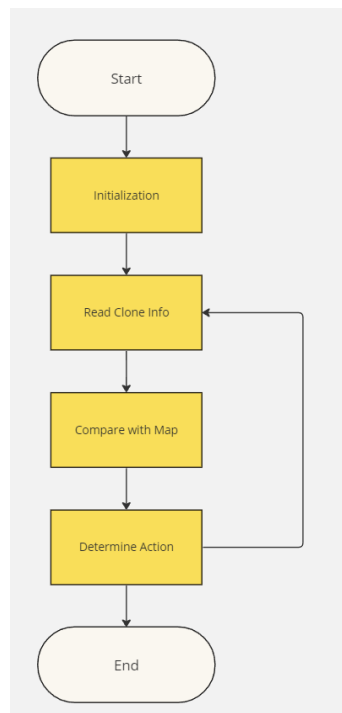 Start
Initialization
Read Clone Info
Compare with Map
Determine Action
End